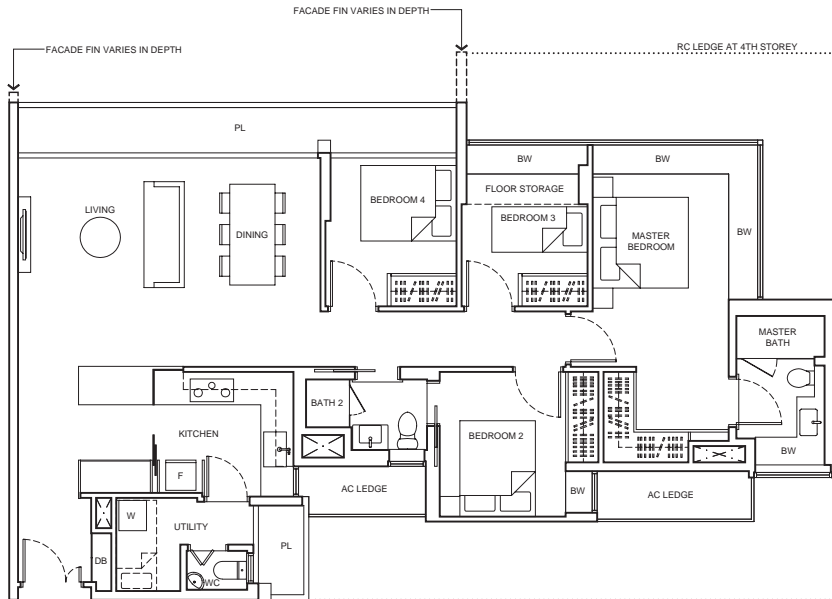 FACADE FIN VARIES IN DEPTH
FACADE FIN VARIES IN DEPTH
RC LEDGE AT 4TH STOREY
PL
BW
BW
FLOOR STORAGE
BEDROOM 4
LIVING
BEDROOM 3
DINING
MASTER
BEDROOM
BW
MASTER
BATH
BATH 2
KITCHEN
BEDROOM 2
BW
F
AC LEDGE
BW
AC LEDGE
W
UTILITY
PL
DB
WC